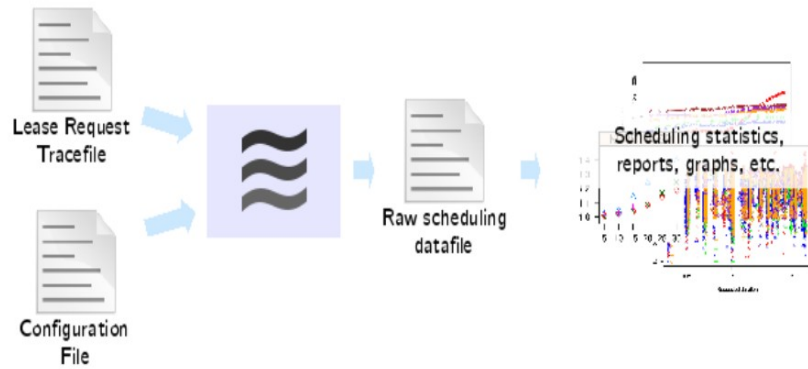 Lease Request
Tracefile
Configuration
File
Raw scheduling
datafile
Scheduling statistics,
reports, graphs, etc.